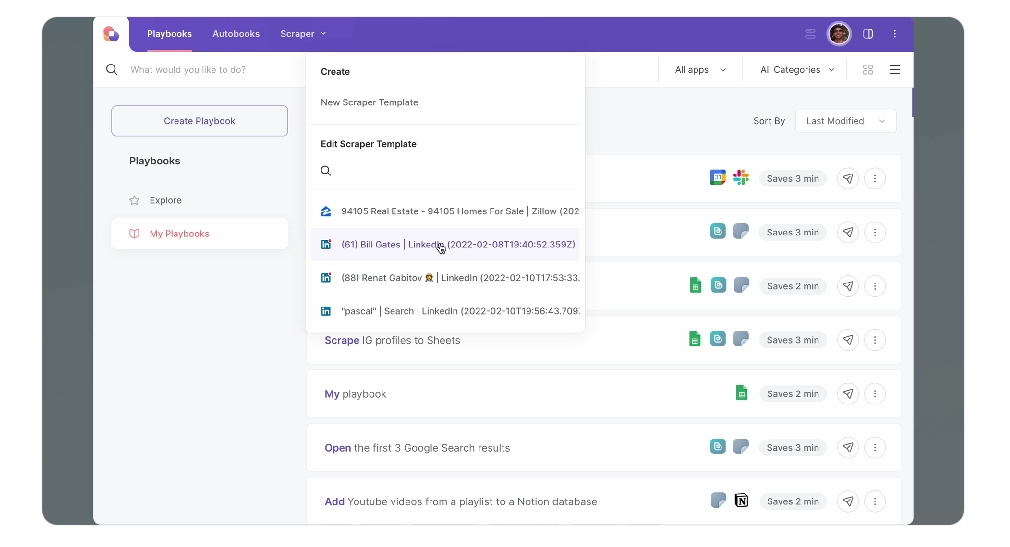 Playbooks
Autobooks
Scraper
What would you like to do?
All apps
All Categories
Create
New Scraper Template
Edit Scraper Template
94105 Real Estate - 94105 Homes For Sale | Zillow (202
(61) Bill Gates | LinkedIn (2022-02-08T19:40:52.359Z)
(88) Renat Gabitov 👩‍🚀 | LinkedIn (2022-02-10T17:53:33.
"pascal" | Search | LinkedIn (2022-02-10T19:56:43.709
Create Playbook
Playbooks
Explore
My Playbooks
Sort By
Last Modified
31
Saves 3 min
Saves 3 min
Saves 2 min
Scrape IG profiles to Sheets
Saves 3 min
My playbook
Saves 2 min
Open the first 3 Google Search results
Saves 3 min
Add Youtube videos from a playlist to a Notion database
Saves 2 min